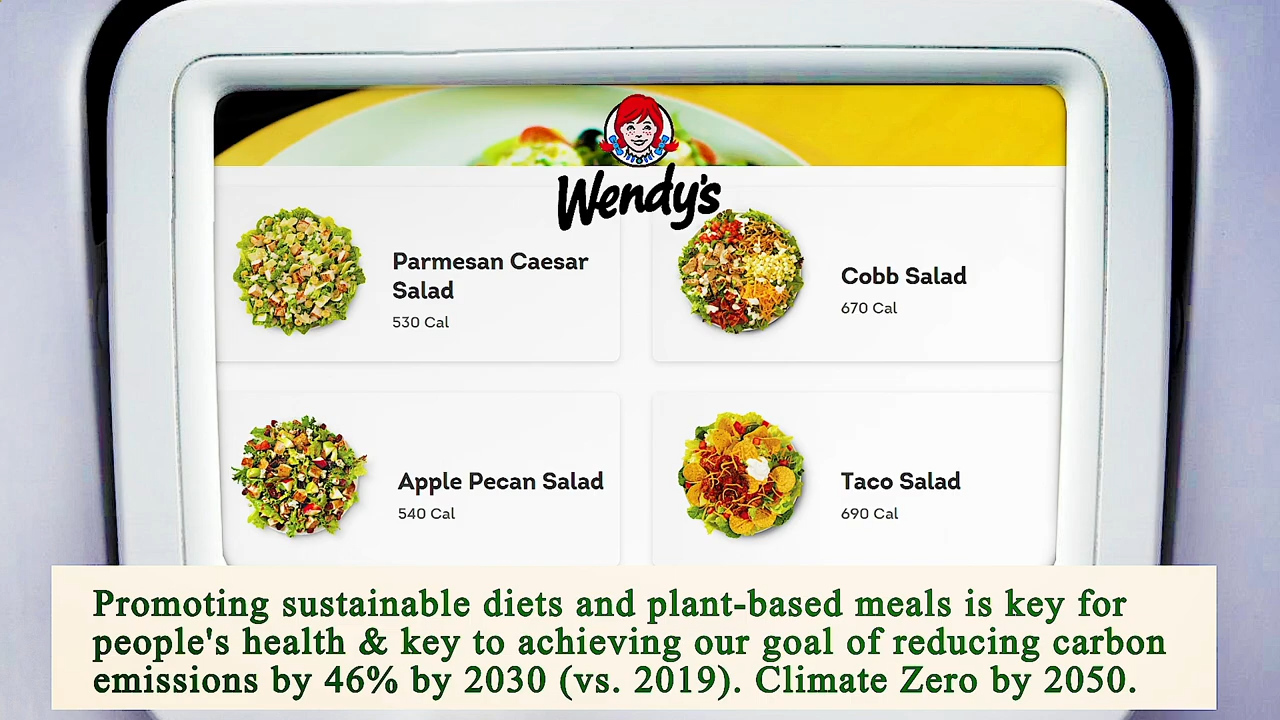 Wendy's
Parmesan Caesar
Salad
530 Cal
Cobb Salad
670 Cal
Apple Pecan Salad
540 Cal
Taco Salad
690 Cal
Promoting sustainable diets and plant-based meals is key for
people's health & key to achieving our goal of reducing carbon
emissions by 46% by 2030 (vs. 2019). Climate Zero by 2050.